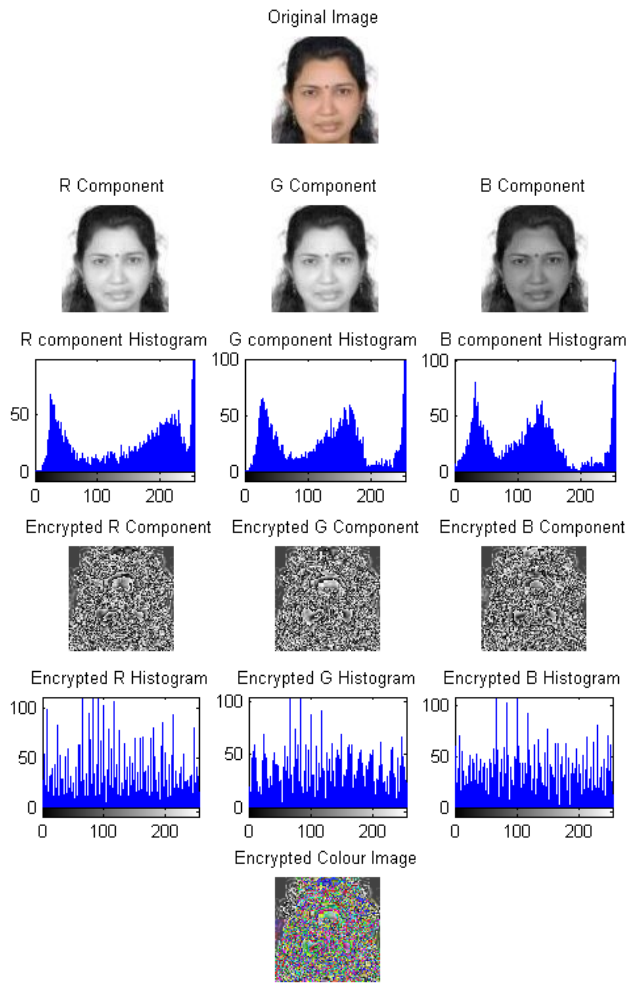 Original Image
R Component G Component B Component
R component Histogram G component Histogram B component Histogram
100 100
50 50 50
0 0 0
0 100 200 0 100 200 0 100 200
Encrypted R Component Encrypted G Component Encrypted B Component
Encrypted R Histogram Encrypted G Histogram Encrypted B Histogram
100 100 100
50 50 50
0 0 0
0 100 200 0 100 200 0 100 200
Encrypted Colour Image